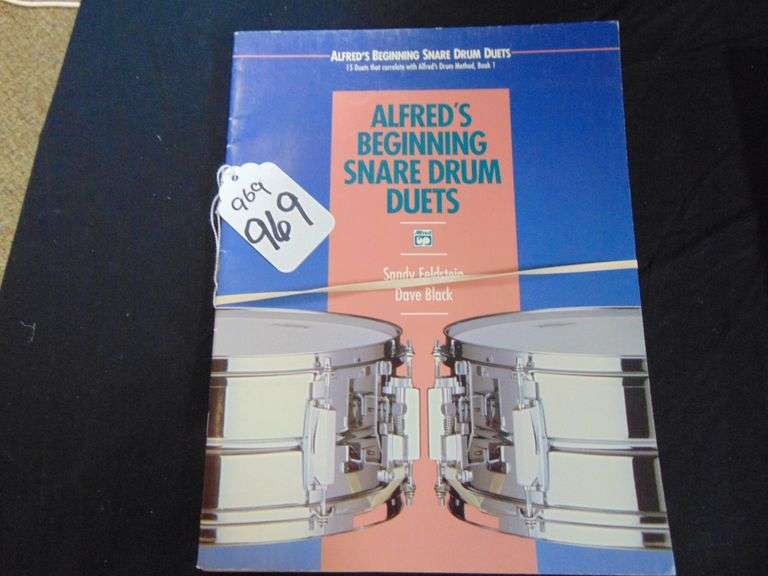 ALFRED'S BEGINNING SNARE DRUM DUETS
15 Duets that correlate with Alfred's Drum Method, Book 1
ALFRED'S
BEGINNING
SNARE DRUM
DUETS
969
969
Alfred
Sandy Feldstein
Dave Black